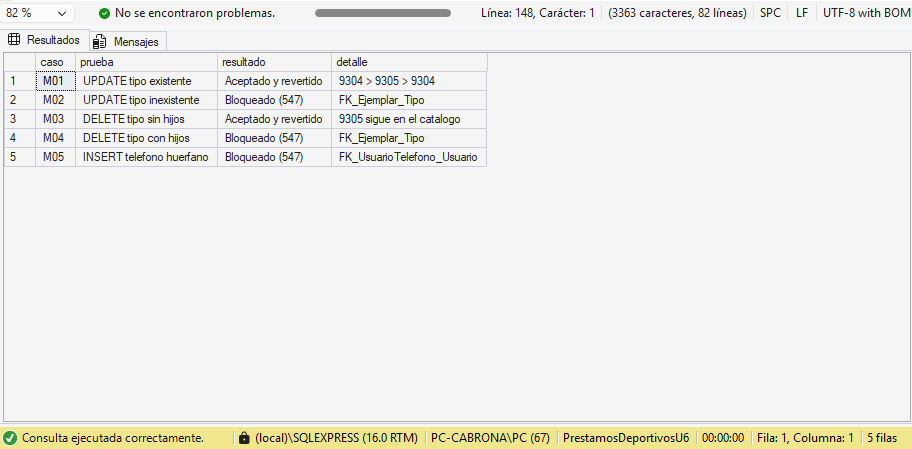 82 % No se encontraron problemas. Línea: 148, Carácter: 1 (3363 caracteres, 82 líneas) SPC LF UTF-8 with BOM
Resultados Mensajes
caso prueba resultado detalle
1 M01 UPDATE tipo existente Aceptado y revertido 9304 > 9305 > 9304
2 M02 UPDATE tipo inexistente Bloqueado (547) FK_Ejemplar_Tipo
3 M03 DELETE tipo sin hijos Aceptado y revertido 9305 sigue en el catalogo
4 M04 DELETE tipo con hijos Bloqueado (547) FK_Ejemplar_Tipo
5 M05 INSERT telefono huerfano Bloqueado (547) FK_UsuarioTelefono_Usuario
Consulta ejecutada correctamente. (local)\SQLEXPRESS (16.0 RTM) PC-CABRONA\PC (67) PrestamosDeportivosU6 00:00:00 Fila: 1, Columna: 1 5 filas